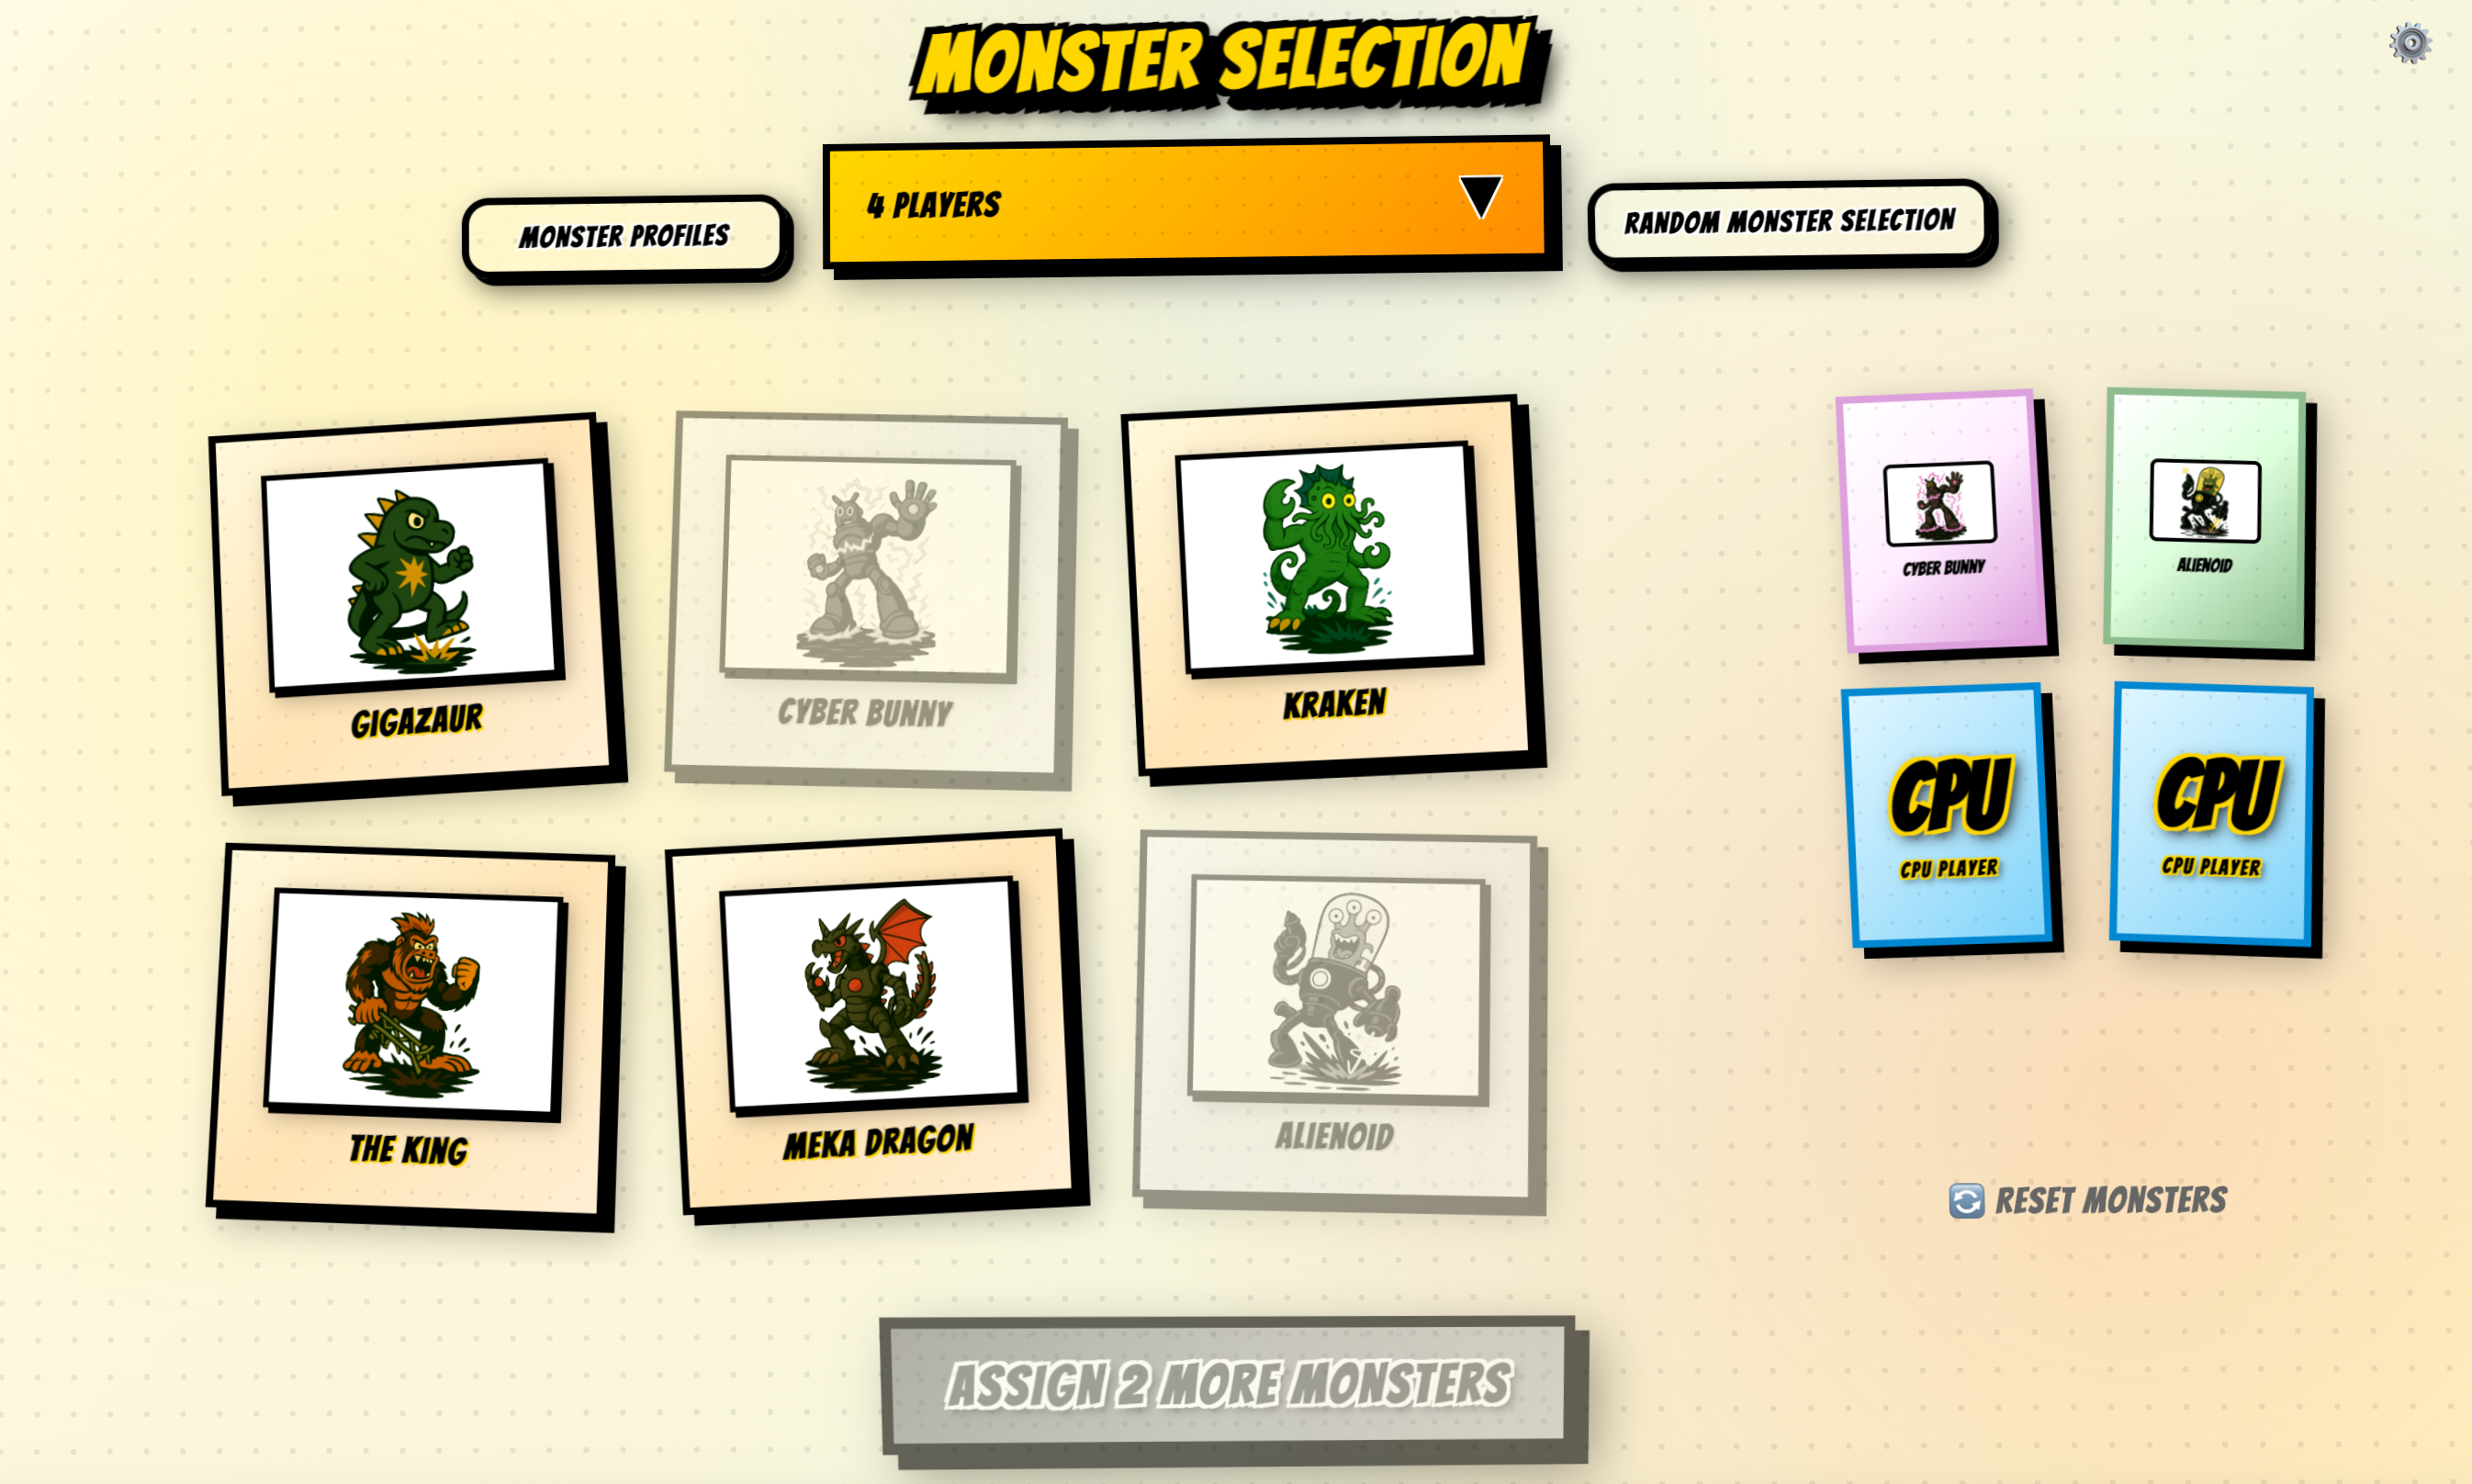 MONSTER SELECTION
MONSTER PROFILES
4 PLAYERS
RANDOM MONSTER SELECTION
GIGAZAUR
CYBER BUNNY
KRAKEN
THE KING
MEKA DRAGON
ALIENOID
CYBER BUNNY
ALIENOID
CPU
CPU PLAYER
CPU
CPU PLAYER
RESET MONSTERS
ASSIGN 2 MORE MONSTERS